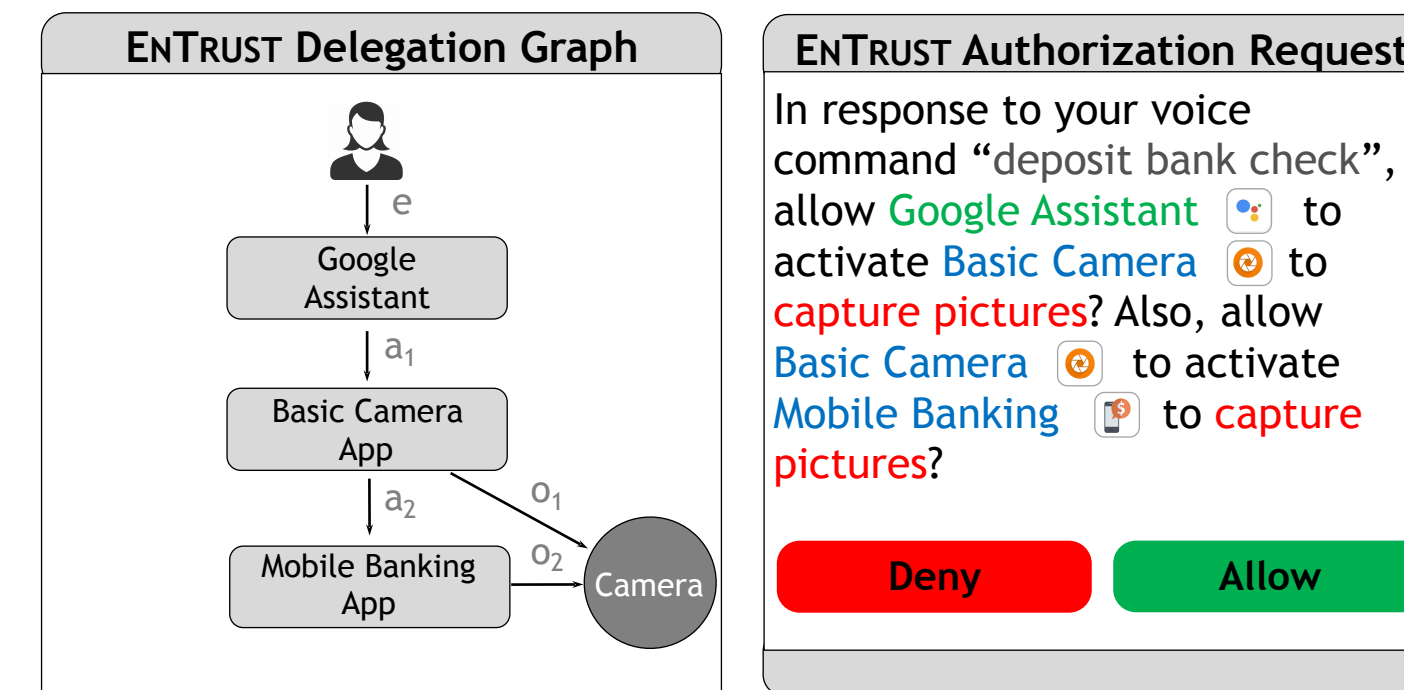 ENTRUST Delegation Graph
e
Google
Assistant
a₁
Basic Camera
App
a₂
o₁
Mobile Banking
App
o₂
Camera
ENTRUST Authorization Request
In response to your voice
command “deposit bank check”,
allow Google Assistant to
activate Basic Camera to
capture pictures? Also, allow
Basic Camera to activate
Mobile Banking $ to capture
pictures?
Deny
Allow